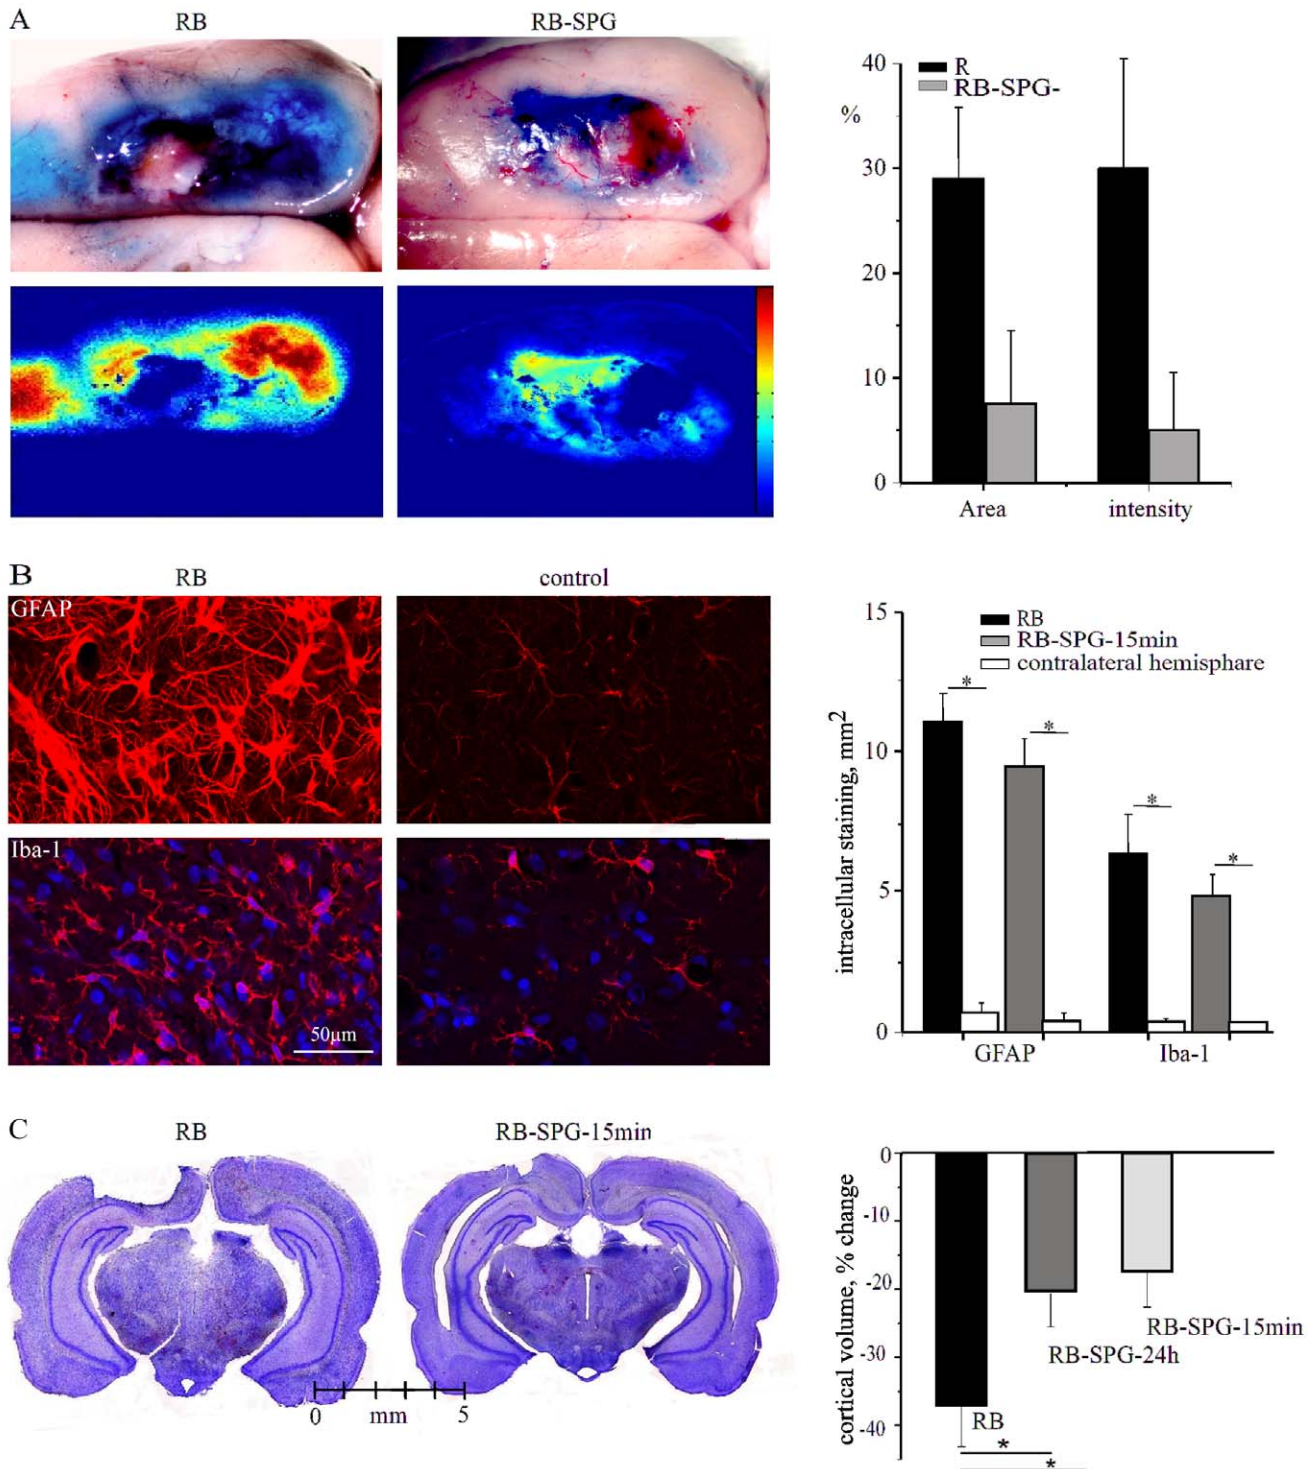 A
RB
RB-SPG
40
30
20
10
0
%
R
RB-SPG-
Area
intensity
B
RB
control
GFAP
Iba-1
50µm
15
10
5
0
intracellular staining, mm2
RB
RB-SPG-15min
contralateral hemisphare
*
*
*
*
GFAP
Iba-1
C
RB
RB-SPG-15min
0
mm
5
0
-10
-20
-30
-40
cortical volume, % change
RB-SPG-15min
RB-SPG-24h
RB
*
*